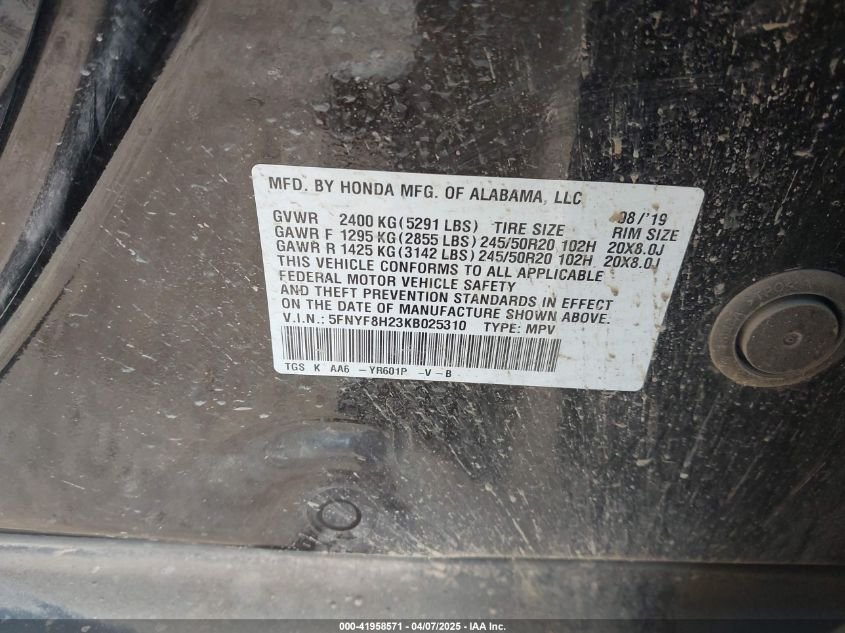 MFD. BY HONDA MFG. OF ALABAMA, LLC
08/'19
GVWR 2400 KG (5291 LBS) TIRE SIZE RIM SIZE
GAWR F 1295 KG (2855 LBS) 245/50R20 102H 20X8.0J
GAWR R 1425 KG (3142 LBS) 245/50R20 102H 20X8.0J
THIS VEHICLE CONFORMS TO ALL APPLICABLE
FEDERAL MOTOR VEHICLE SAFETY
AND THEFT PREVENTION STANDARDS IN EFFECT
ON THE DATE OF MANUFACTURE SHOWN ABOVE.
V.I.N.: 5FNYF8H23KB025310 TYPE: MPV
TGS K AA6 -YR601P -V-B
000-41958571 - 04/07/2025 - IAA Inc.